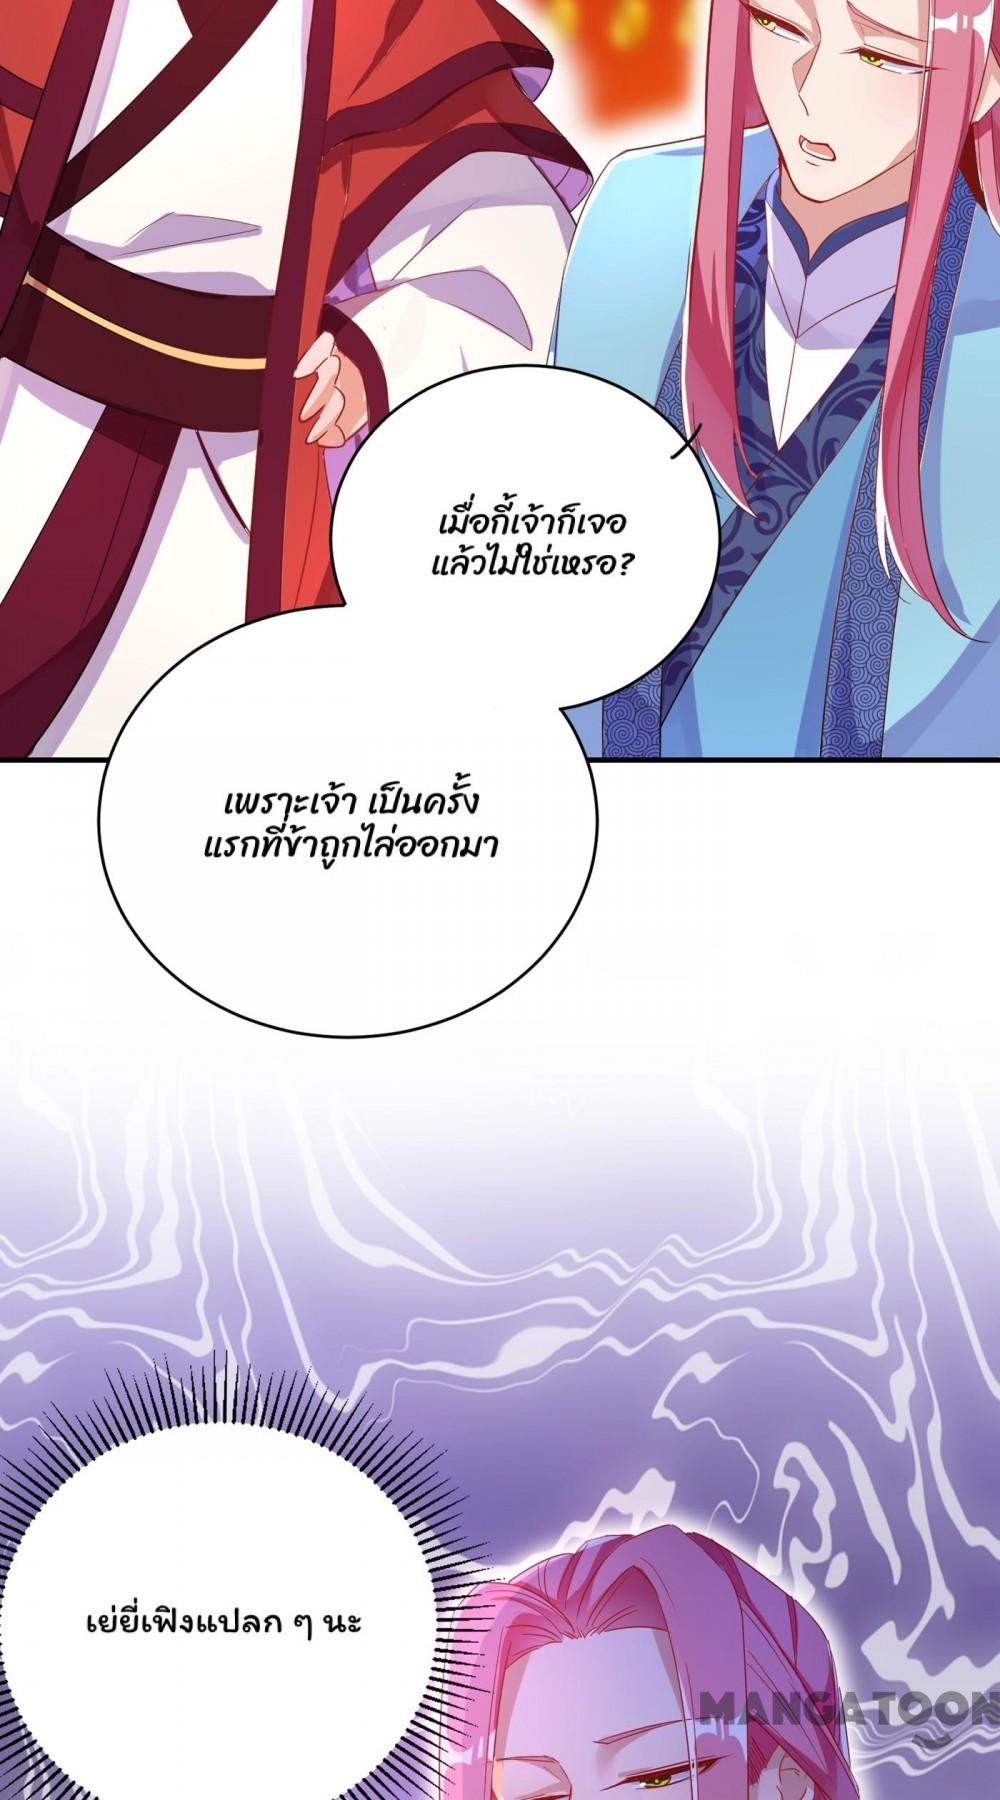 เมื่อกี้เจ้าก็เจอ
แล้วไม่ใช่เหรอ?
เพราะเจ้า เป็นครั้ง
แรกที่ข้าถูกไล่ออกมา
เย่ยี่เฟิงแปลก ๆ นะ
MANGATOON